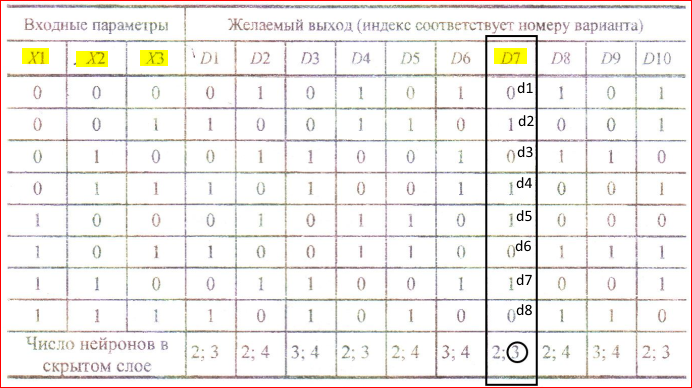 Входные параметры Желаемый выход (индекс соответствует номеру варианта)
X1 X2 X3 D1 D2 D3 D4 D5 D6 D7 D8 D9 D10
0 0 0 0 1 0 1 0 1 0 d1 1 0 1
0 0 1 1 0 0 1 1 0 1 d2 0 0 1
0 1 0 0 1 1 0 0 1 0 d3 1 1 0
0 1 1 1 0 1 0 0 1 1 d4 0 0 1
1 0 0 0 1 0 1 1 0 1 d5 0 0 0
1 0 1 1 0 0 1 1 0 0 d6 1 1 1
1 1 0 0 1 1 0 0 1 1 d7 0 0 1
1 1 1 1 0 1 0 1 0 0 d8 1 1 0
Число нейронов в
скрытом слое 2; 3 2; 4 3; 4 2; 3 2; 4 3; 4 2; 3 2; 4 3; 4 2; 3